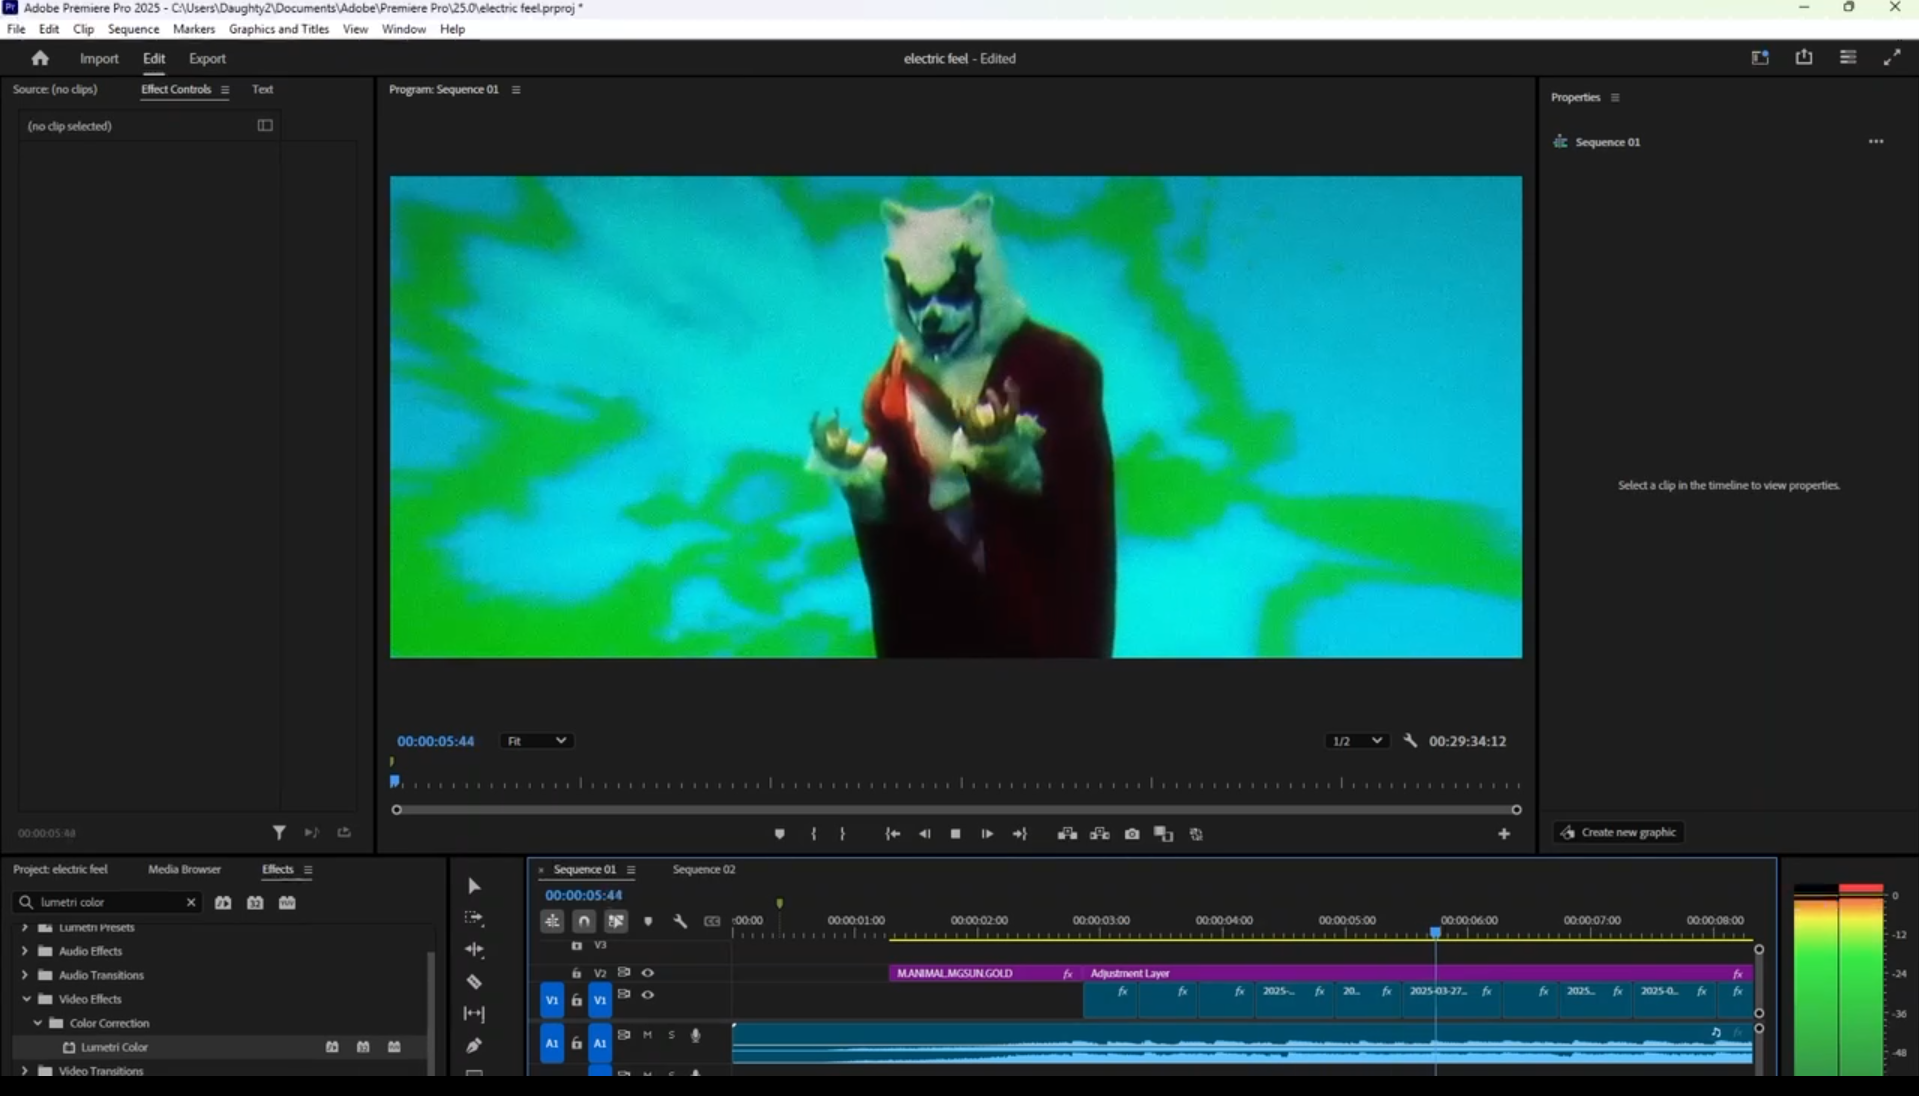 Adobe Premiere Pro 2025 - C:\Users\Daughty2\Documents\Adobe\Premiere Pro\25.0\electric feel.prproj *
File Edit Clip Sequence Markers Graphics and Titles View Window Help
Import Edit Export
electric feel - Edited
Source: (no clips) Effect Controls Text
(no clip selected)
Program: Sequence 01
Properties
Sequence 01
Select a clip in the timeline to view properties.
00:00:05:44 Fit
1/2 00:29:34:12
00:00:05:48
Create new graphic
Project: electric feel Media Browser Effects
lumetri color
Lumetri Presets
Audio Effects
Audio Transitions
Video Effects
Color Correction
Lumetri Color
Video Transitions
Sequence 01 Sequence 02
00:00:05:44
:00:00 00:00:01:00 00:00:02:00 00:00:03:00 00:00:04:00 00:00:05:00 00:00:06:00 00:00:07:00 00:00:08:00
V3
V2 M.ANIMAL.MGSUN.GOLD fx Adjustment Layer fx
V1 V1 fx fx fx 2025-... fx 20... fx 2025-03-27... fx fx 2025... fx 2025-0... fx fx
A1 A1 M S fx
0
-12
-24
-36
-48